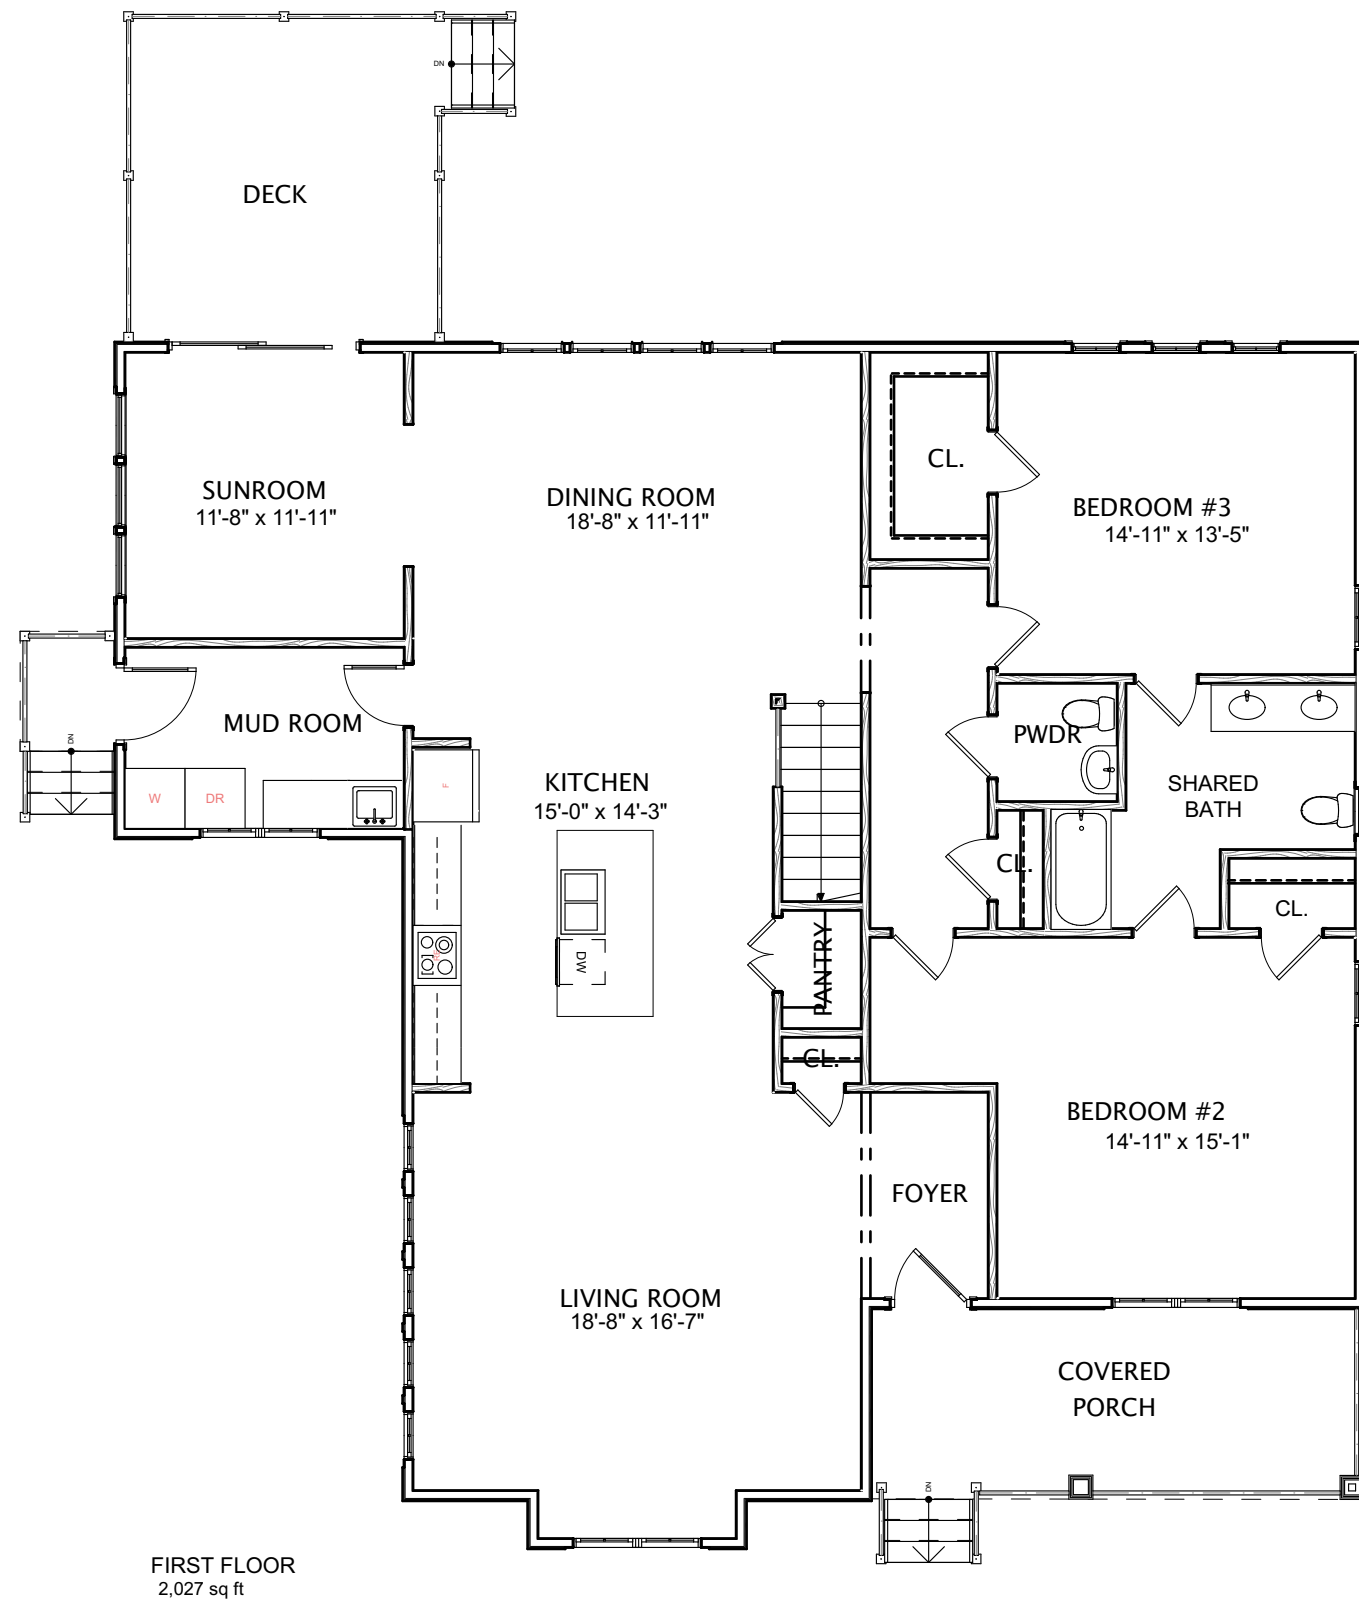 DN
DECK
SUNROOM
11'-8" x 11'-11"
DINING ROOM
18'-8" x 11'-11"
CL.
BEDROOM #3
14'-11" x 13'-5"
MUD ROOM
DN
W
DR
F
KITCHEN
15'-0" x 14'-3"
PWDR
SHARED
BATH
CL.
CL.
DW
PANTRY
CL.
BEDROOM #2
14'-11" x 15'-1"
FOYER
LIVING ROOM
18'-8" x 16'-7"
COVERED
PORCH
DN
FIRST FLOOR
2,027 sq ft